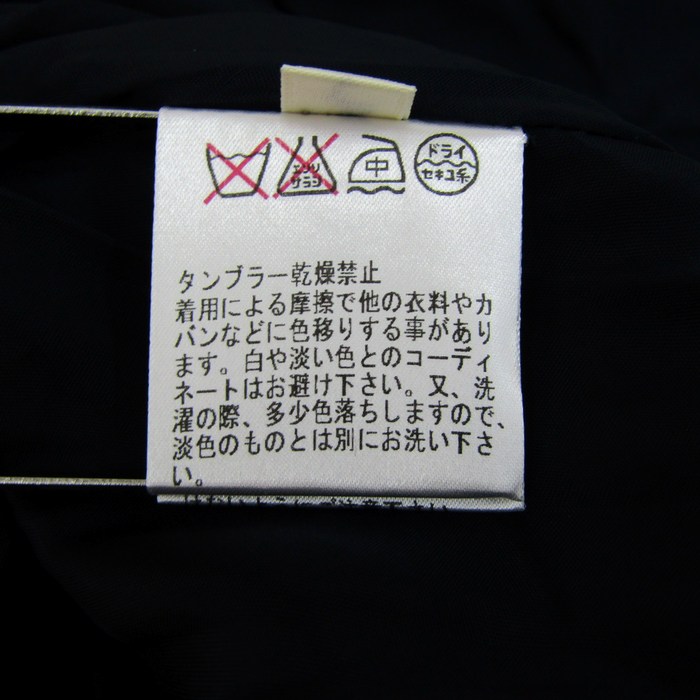 エンソ
サラシ
中
ドライ
セキユ系
タンブラー乾燥禁止
着用による摩擦で他の衣料やカ
バンなどに色移りする事があり
ます。白や淡い色とのコーディ
ネートはお避け下さい。又、洗
濯の際、多少色落ちしますので、
淡色のものとは別にお洗い下さ
い。